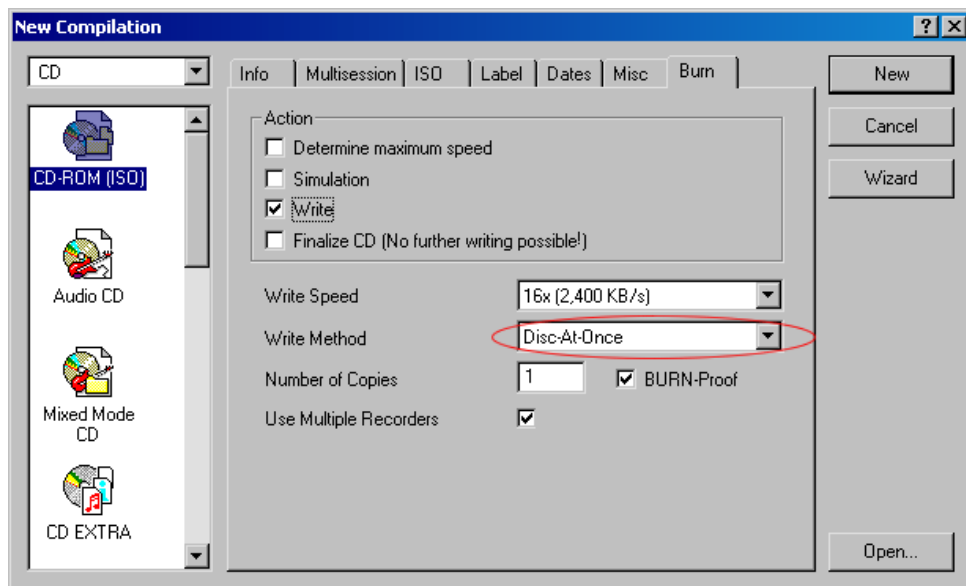 New Compilation
CD
CD-ROM (ISO)
Audio CD
Mixed Mode
CD
CD EXTRA
Info Multisession ISO Label Dates Misc Burn
Action
Determine maximum speed
Simulation
Write
Finalize CD (No further writing possible!)
Write Speed 16x (2,400 KB/s)
Write Method Disc-At-Once
Number of Copies 1 BURN-Proof
Use Multiple Recorders
New
Cancel
Wizard
Open...